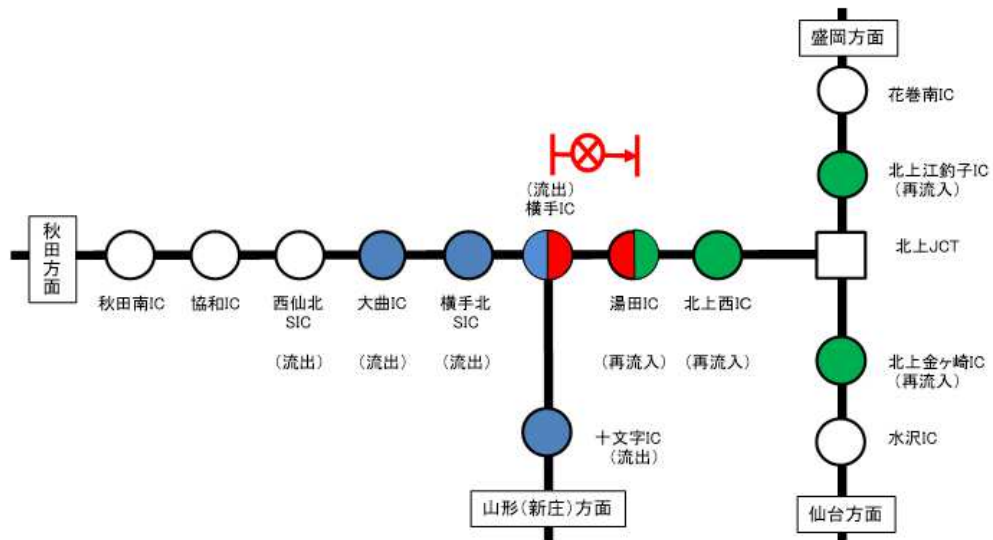 盛岡方面
花巻南IC
北上江釣子IC
(再流入)
(流出)
横手IC
秋田方面
北上JCT
秋田南IC
協和IC
西仙北
SIC
(流出)
大曲IC
(流出)
横手北
SIC
(流出)
湯田IC
(再流入)
北上西IC
(再流入)
北上金ヶ崎IC
(再流入)
十文字IC
(流出)
水沢IC
山形(新庄)方面
仙台方面